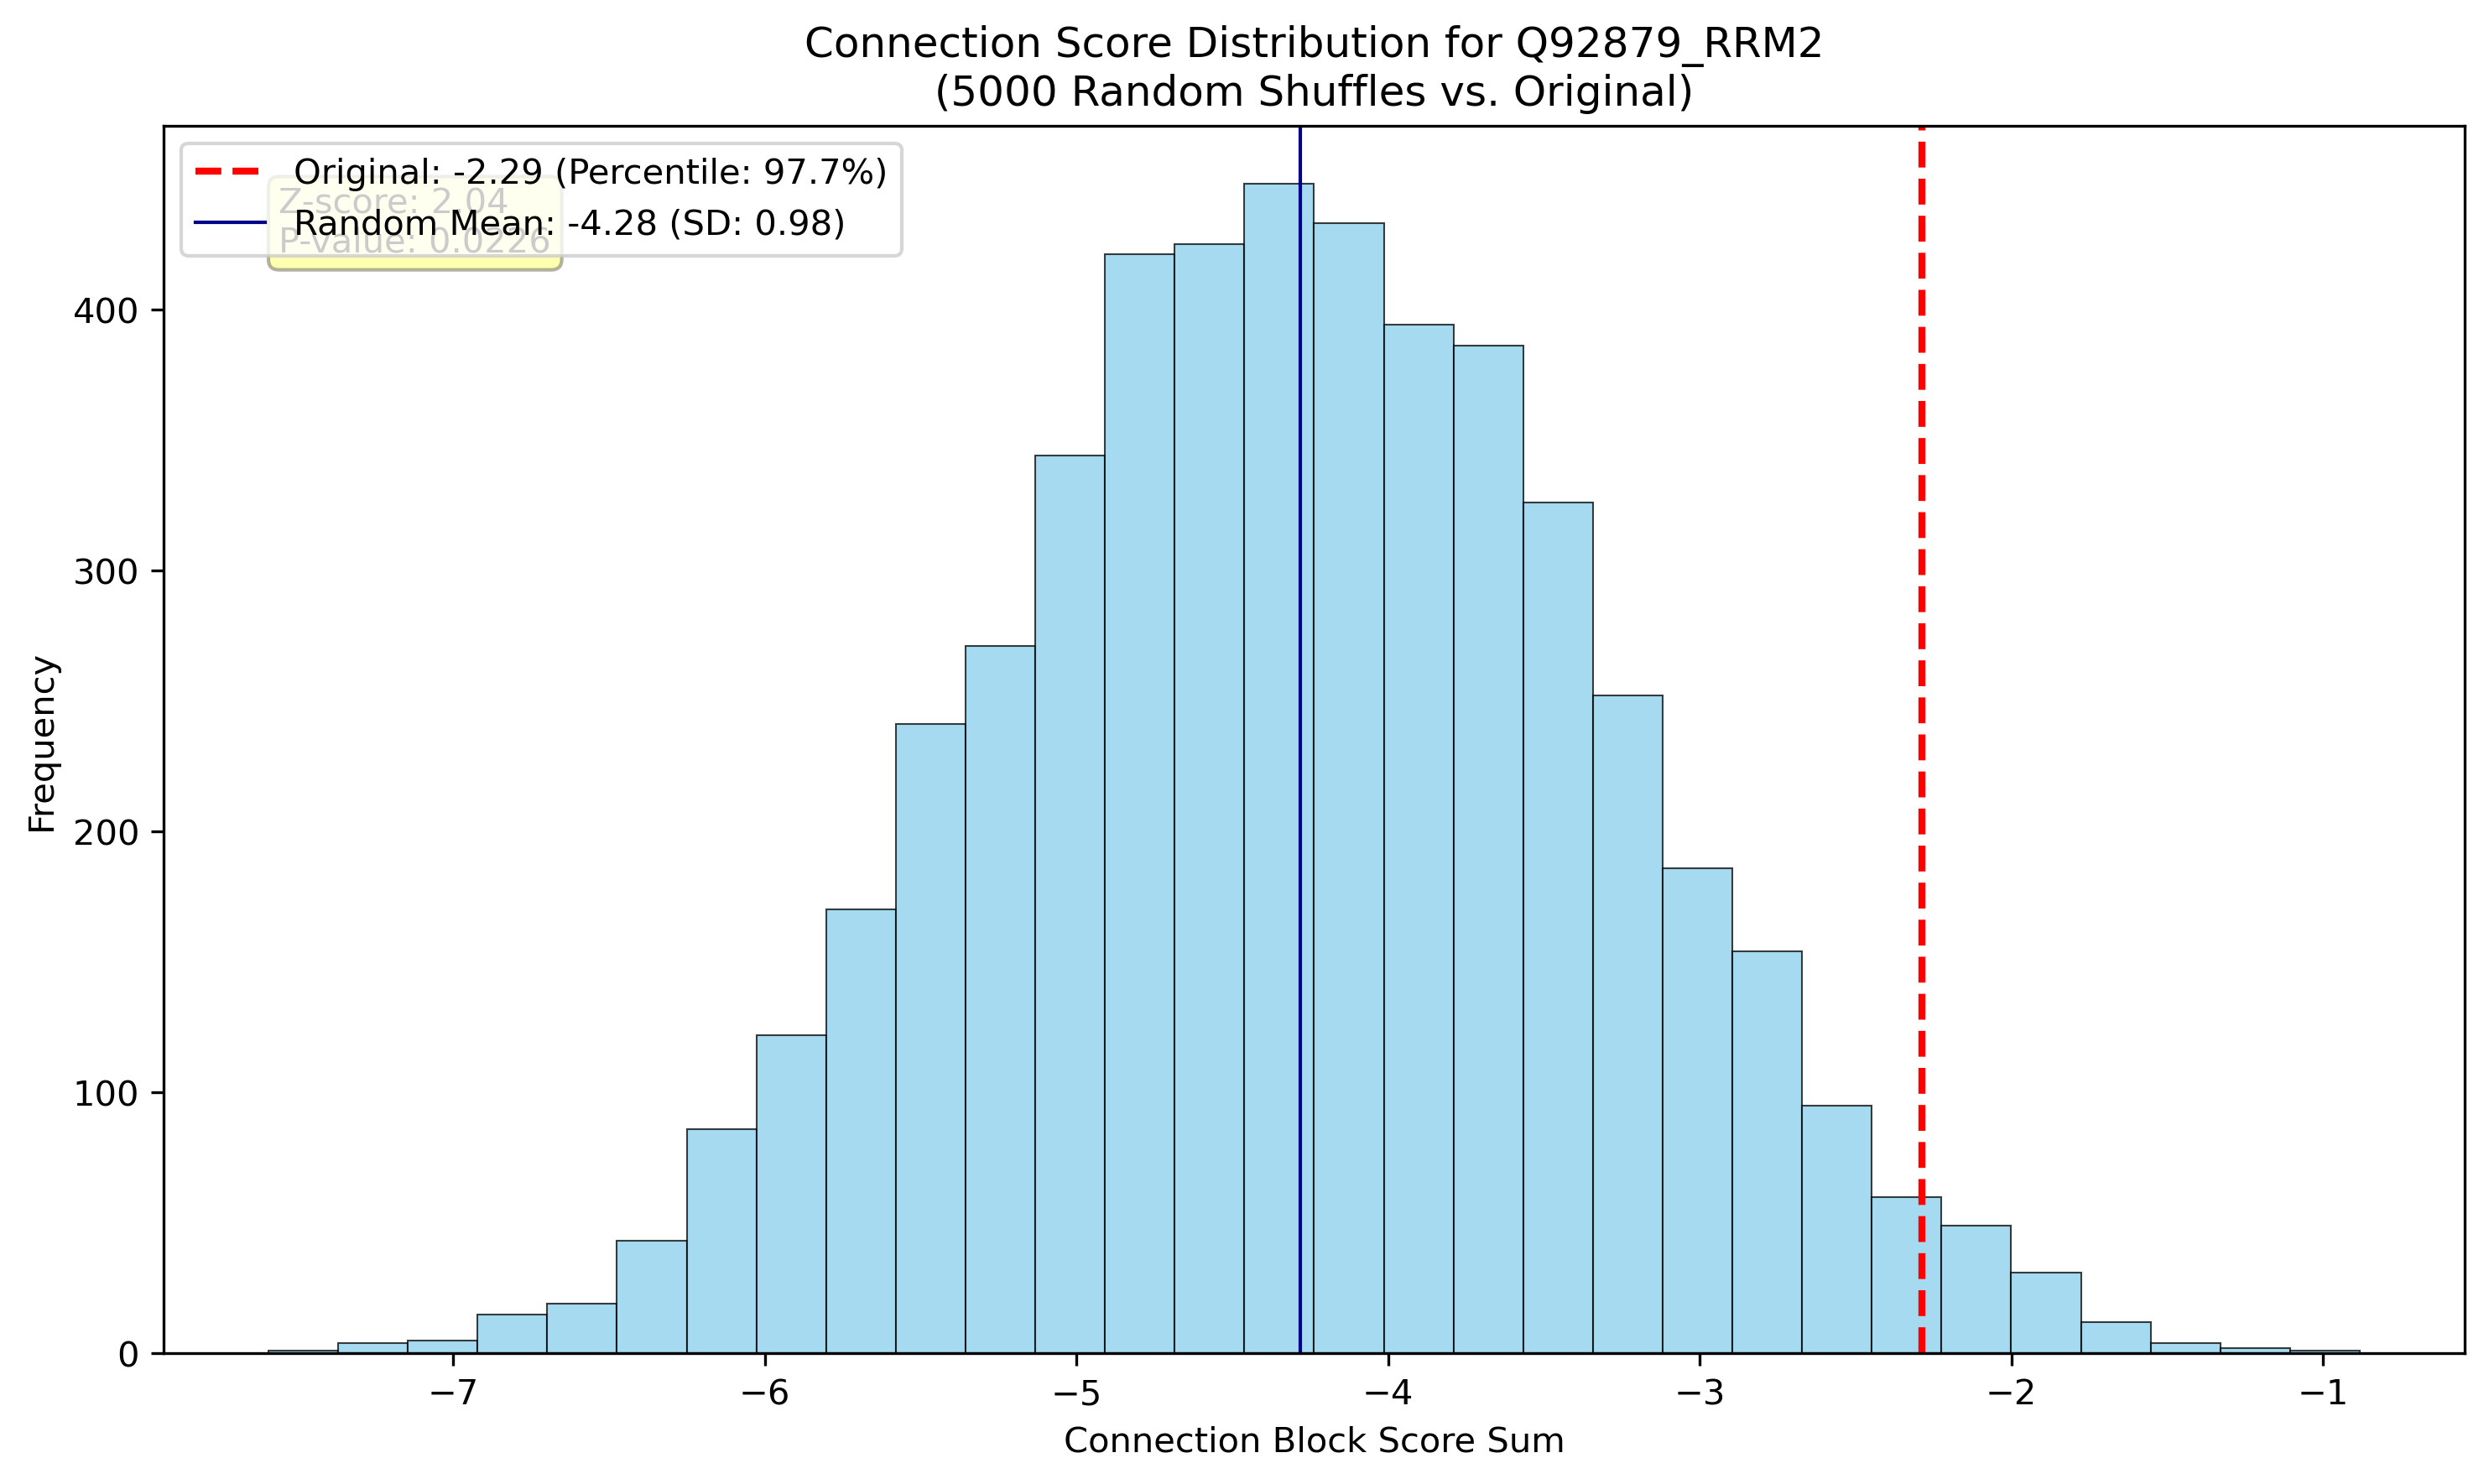 Connection Score Distribution for Q92879_RRM2
(5000 Random Shuffles vs. Original)
Original: -2.29 (Percentile: 97.7%)
Z-score: 2.04
Random Mean: -4.28 (SD: 0.98)
P-value: 0.0226
400
300
200
100
0
Frequency
−7
−6
−5
−4
−3
−2
−1
Connection Block Score Sum